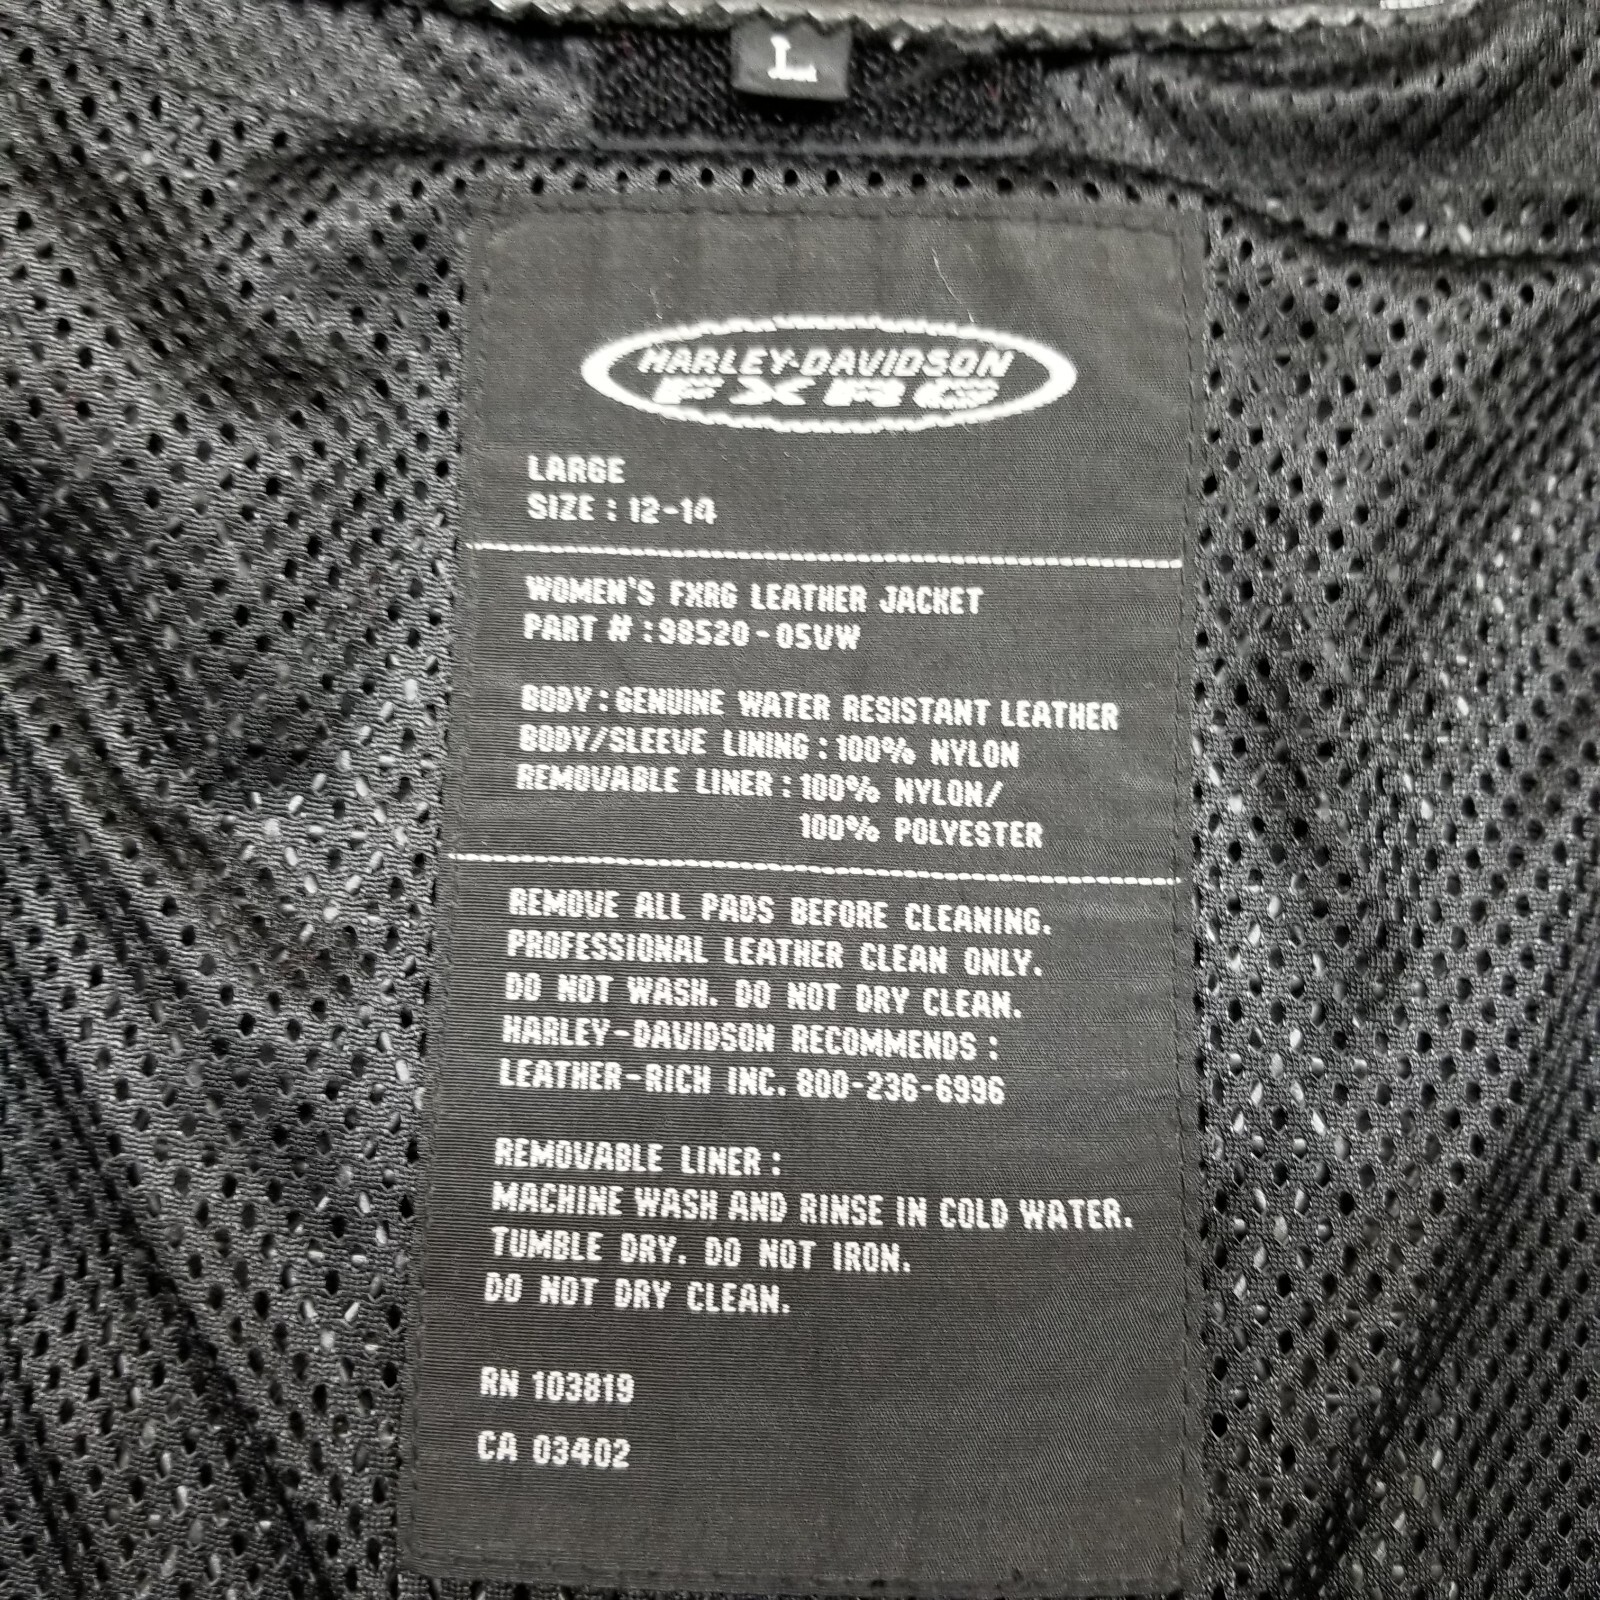 L
HARLEY-DAVIDSON
FXRG
LARGE
SIZE : 12-14
WOMEN'S FXRG LEATHER JACKET
PART # : 98520-05VW
BODY : GENUINE WATER RESISTANT LEATHER
BODY/SLEEVE LINING : 100% NYLON
REMOVABLE LINER : 100% NYLON/
100% POLYESTER
REMOVE ALL PADS BEFORE CLEANING.
PROFESSIONAL LEATHER CLEAN ONLY.
DO NOT WASH. DO NOT DRY CLEAN.
HARLEY-DAVIDSON RECOMMENDS :
LEATHER-RICH INC. 800-236-6996
REMOVABLE LINER :
MACHINE WASH AND RINSE IN COLD WATER.
TUMBLE DRY. DO NOT IRON.
DO NOT DRY CLEAN.
RN 103819
CA 03402